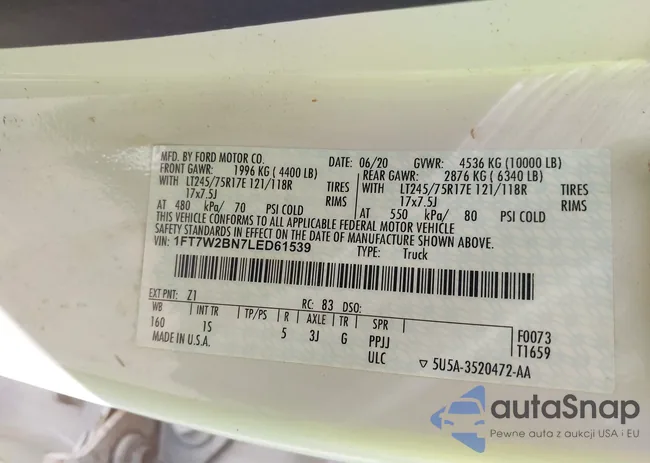 MFD. BY FORD MOTOR CO. DATE: 06/20 GVWR: 4536 KG (10000 LB)
FRONT GAWR: 1996 KG (4400 LB) REAR GAWR: 2876 KG (6340 LB)
WITH LT245/75R17E 121/118R TIRES WITH LT245/75R17E 121/118R TIRES
17x7.5J RIMS 17x7.5J RIMS
AT 480 kPa/ 70 PSI COLD AT 550 kPa/ 80 PSI COLD
THIS VEHICLE CONFORMS TO ALL APPLICABLE FEDERAL MOTOR VEHICLE
SAFETY STANDARDS IN EFFECT ON THE DATE OF MANUFACTURE SHOWN ABOVE.
VIN: 1FT7W2BN7LED61539 TYPE: Truck
EXT PNT: Z1 RC: 83 DSO:
WB INT TR TP/PS R AXLE TR SPR F0073
160 1S 5 3J G PPJJ T1659
MADE IN U.S.A. ULC ▽ 5U5A-3520472-AA
autaSnap
Pewne auta z aukcji USA i EU